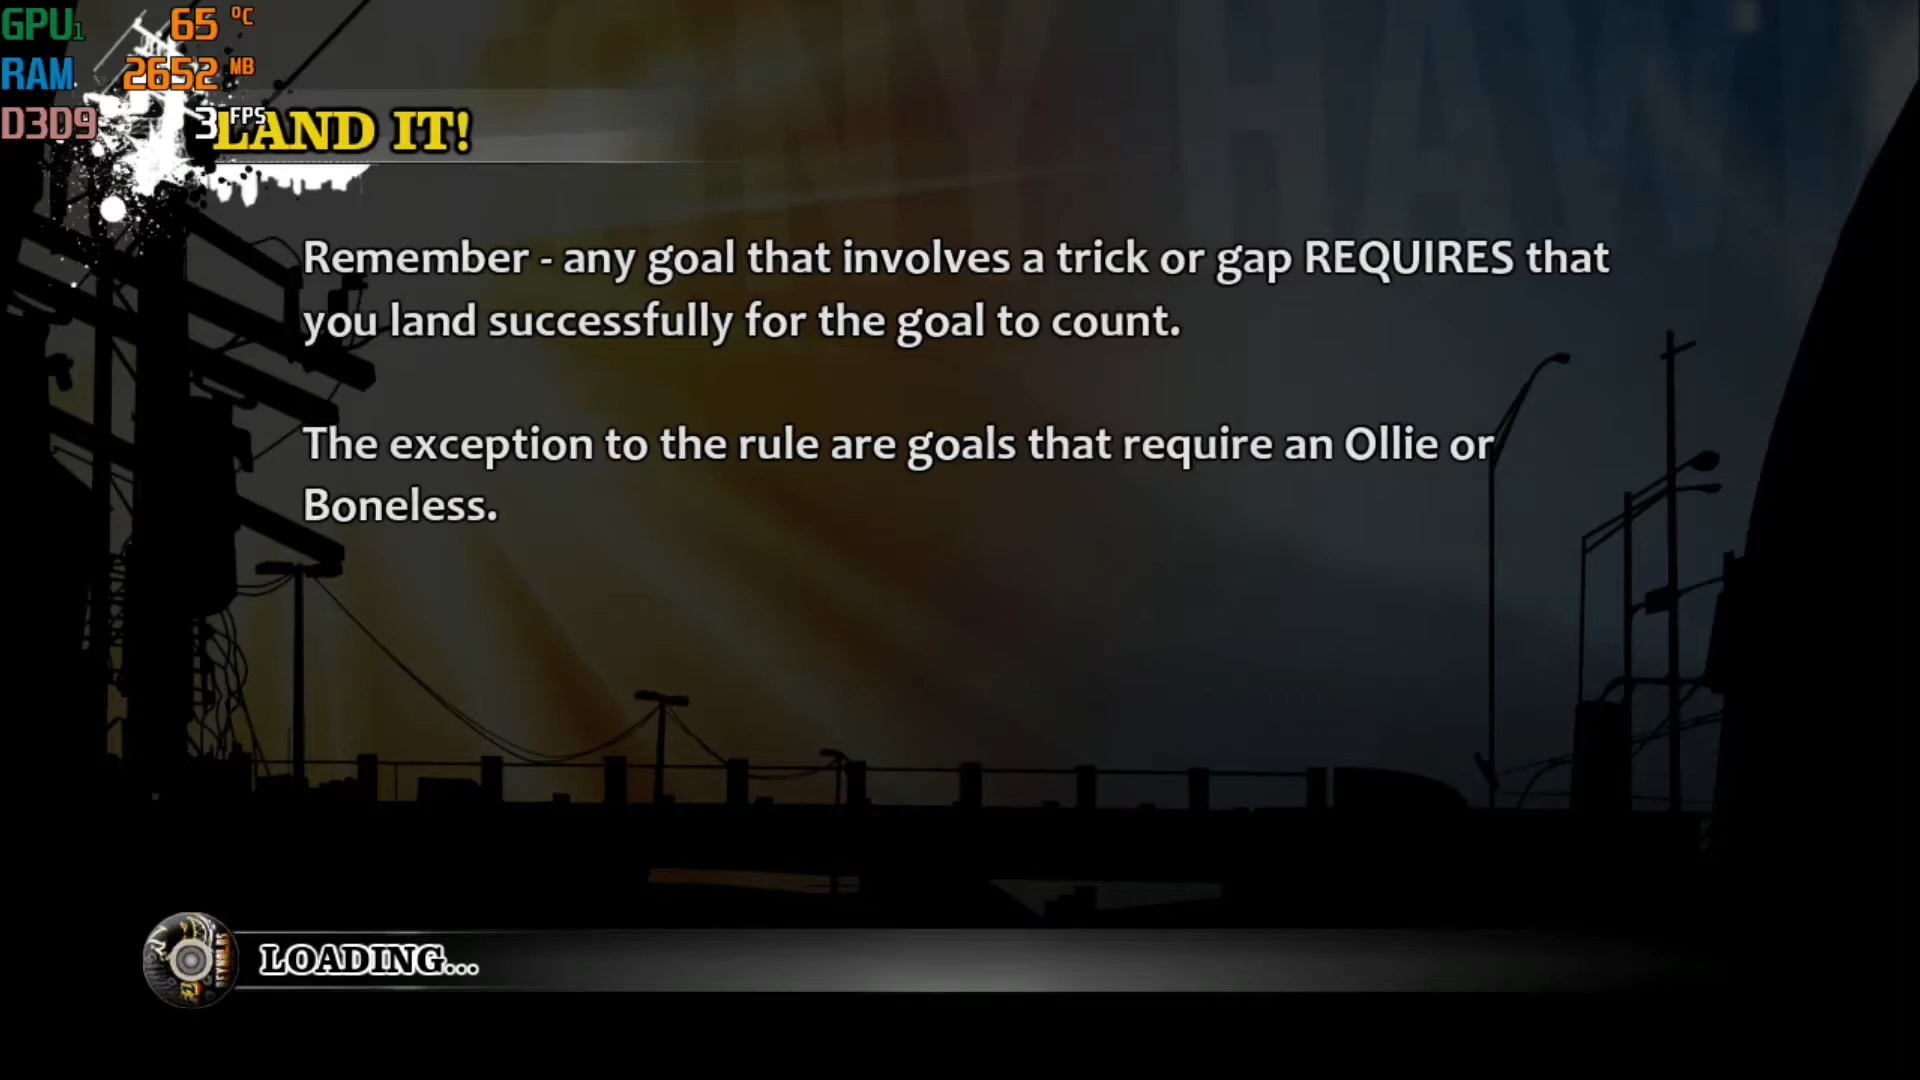 GPU1 65 °C
RAM 2652 MB
D3D9 3 FPS
LAND IT!
Remember - any goal that involves a trick or gap REQUIRES that
you land successfully for the goal to count.
The exception to the rule are goals that require an Ollie or
Boneless.
LOADING...